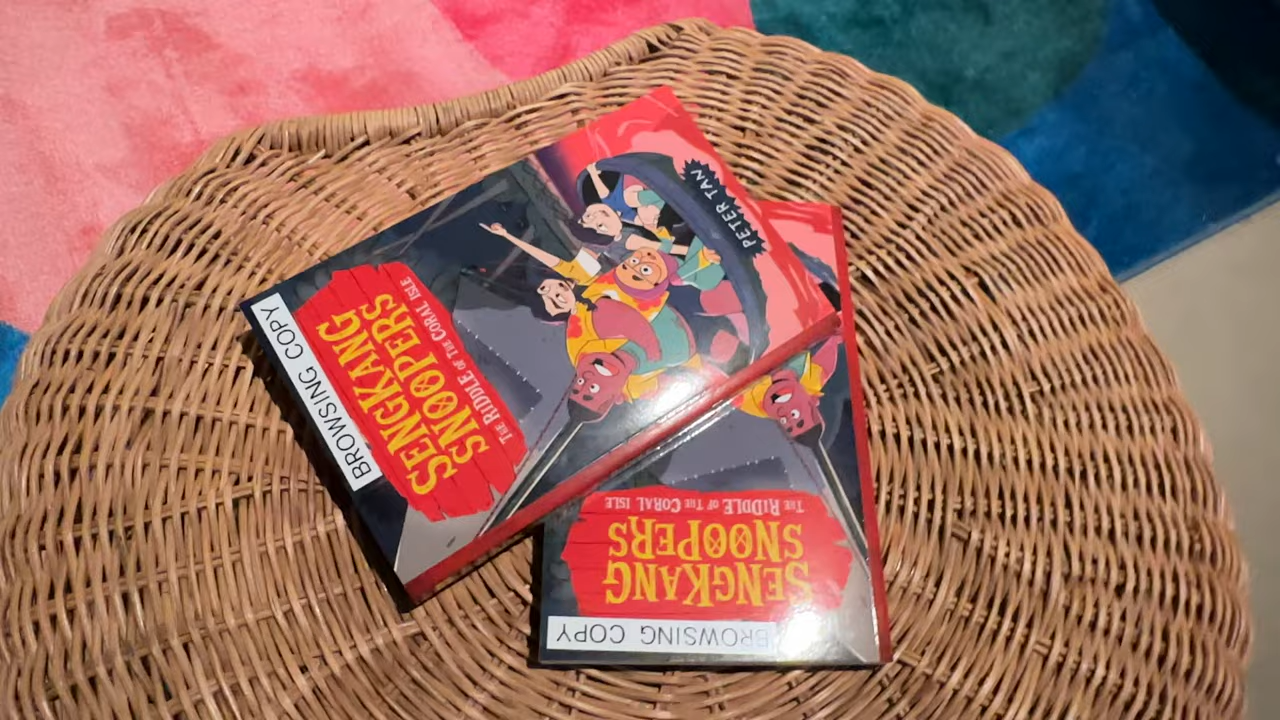 BROWSING COPY
SENGKANG
SNOOPERS
THE RIDDLE OF THE CORAL ISLE
PETER TAN
BROWSING COPY
SENGKANG
SNOOPERS
THE RIDDLE OF THE CORAL ISLE